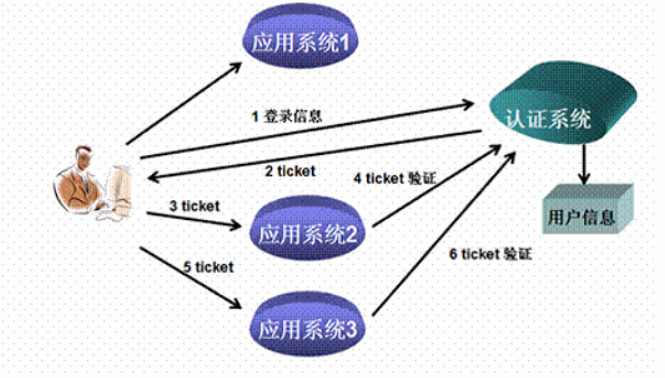 应用系统1
1 登录信息
认证系统
2 ticket
4 ticket 验证
3 ticket
用户信息
应用系统2
6 ticket 验证
5 ticket
应用系统3